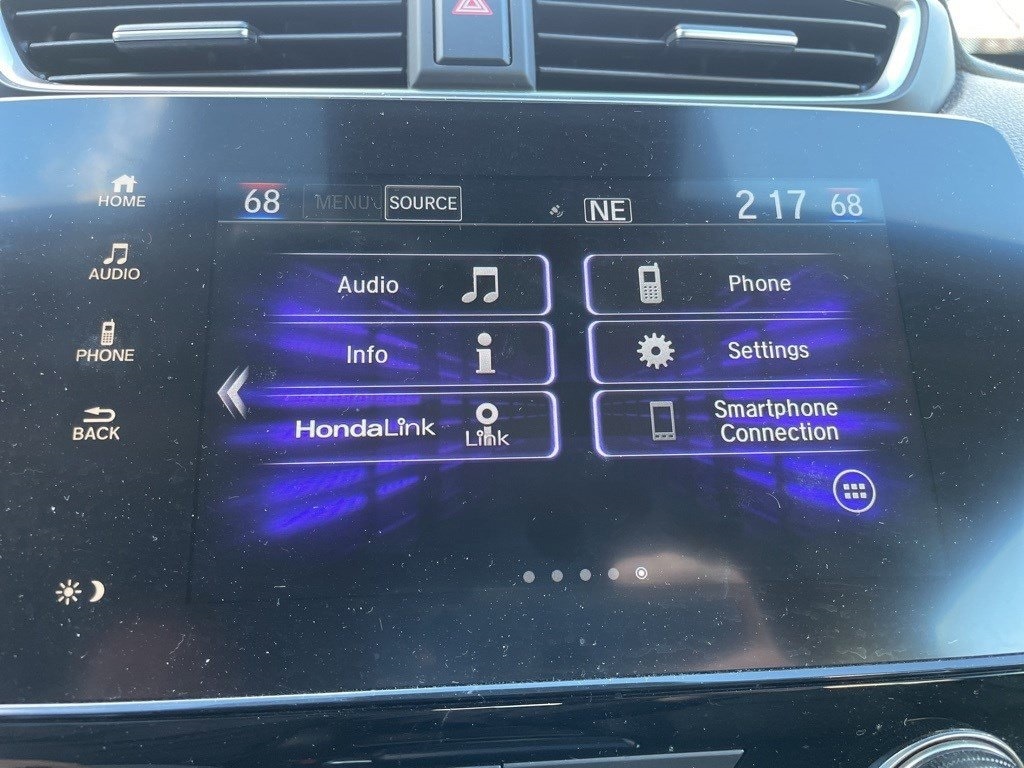 68 MENU SOURCE NE 2 17 68
HOME
AUDIO
PHONE
BACK
Audio
Phone
Info
Settings
HondaLink
Link
Smartphone
Connection